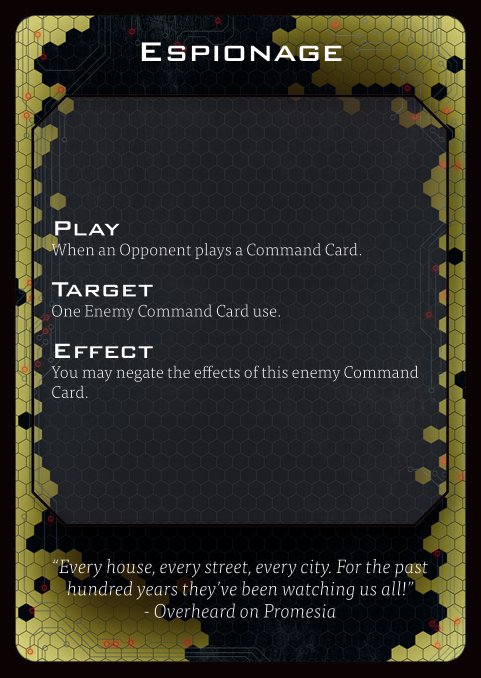 Espionage
Play
When an Opponent plays a Command Card.
Target
One Enemy Command Card use.
Effect
You may negate the effects of this enemy Command
Card.
“Every house, every street, every city. For the past
hundred years they’ve been watching us all!”
- Overheard on Promesia